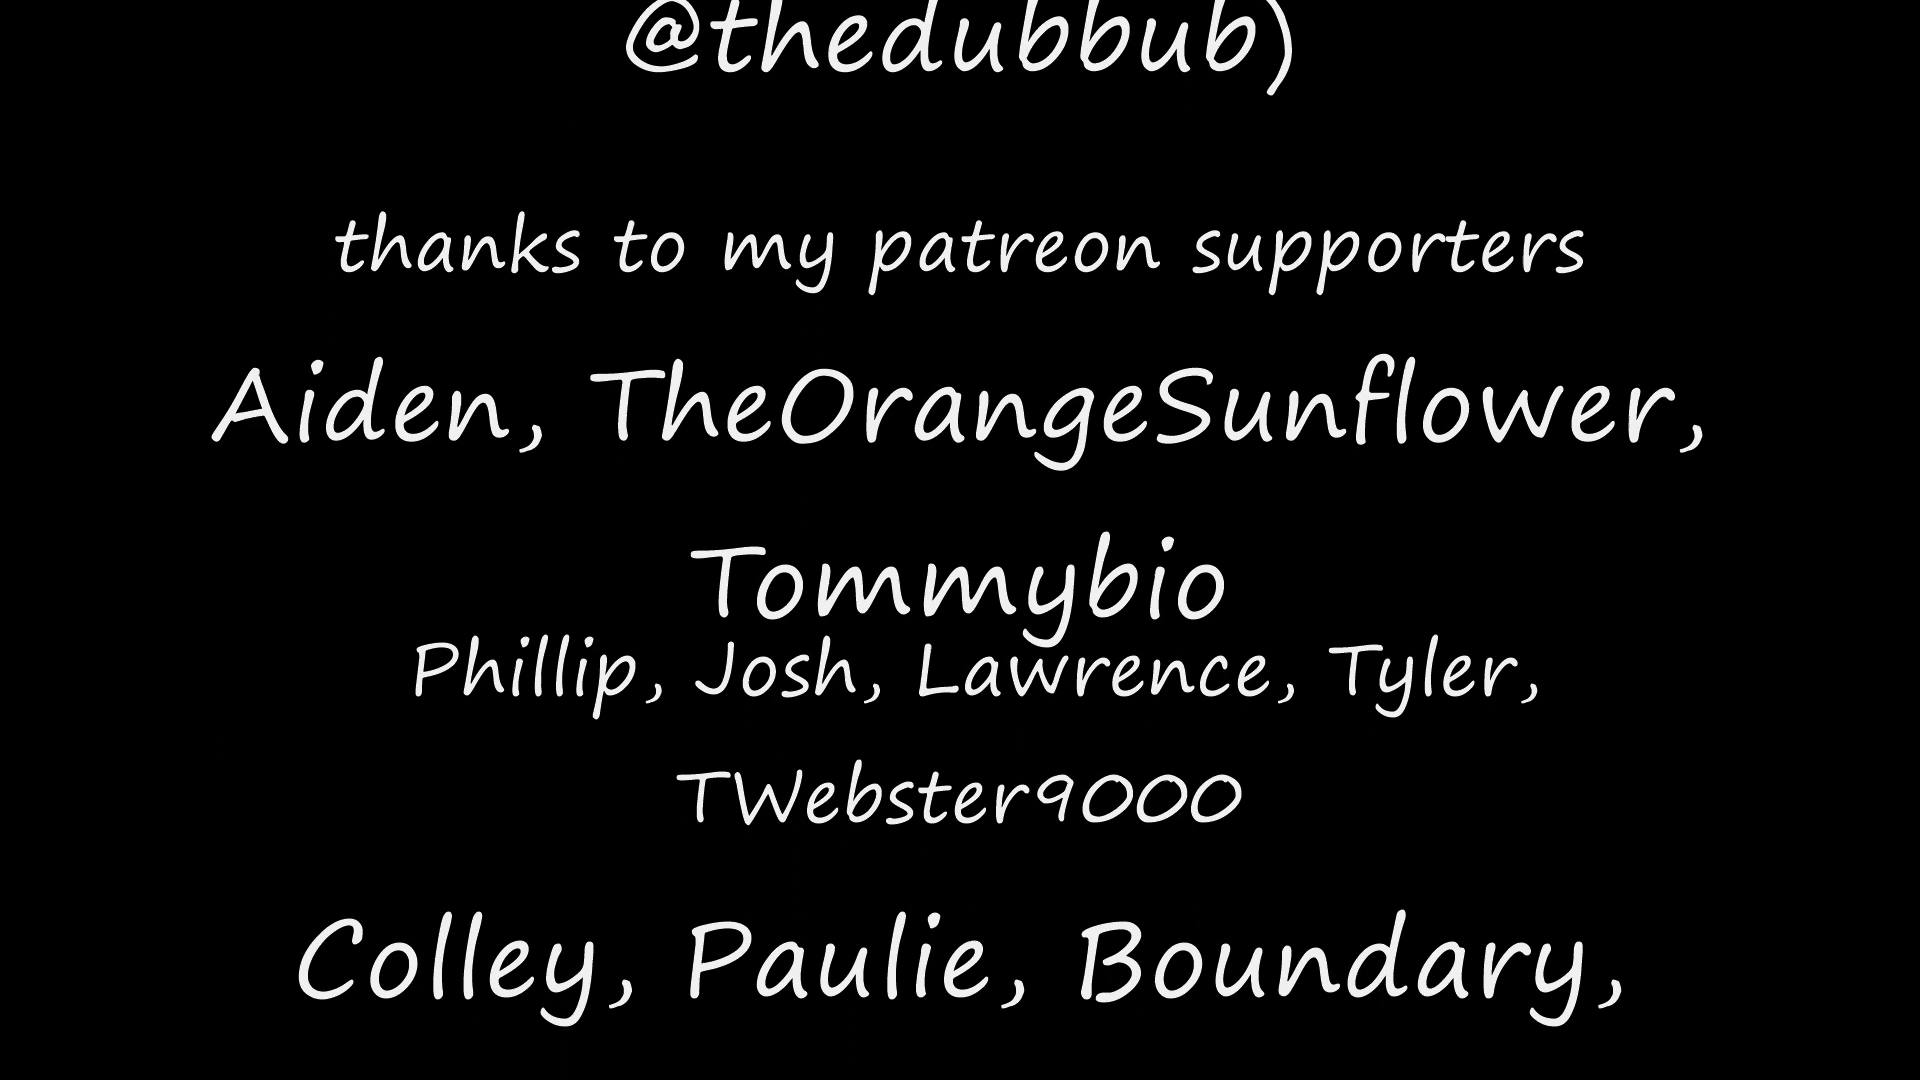 @thedubbub)
thanks to my patreon supporters
Aiden, TheOrangeSunflower,
Tommybio
Phillip, Josh, Lawrence, Tyler,
TWebster9000
Colley, Paulie, Boundary,